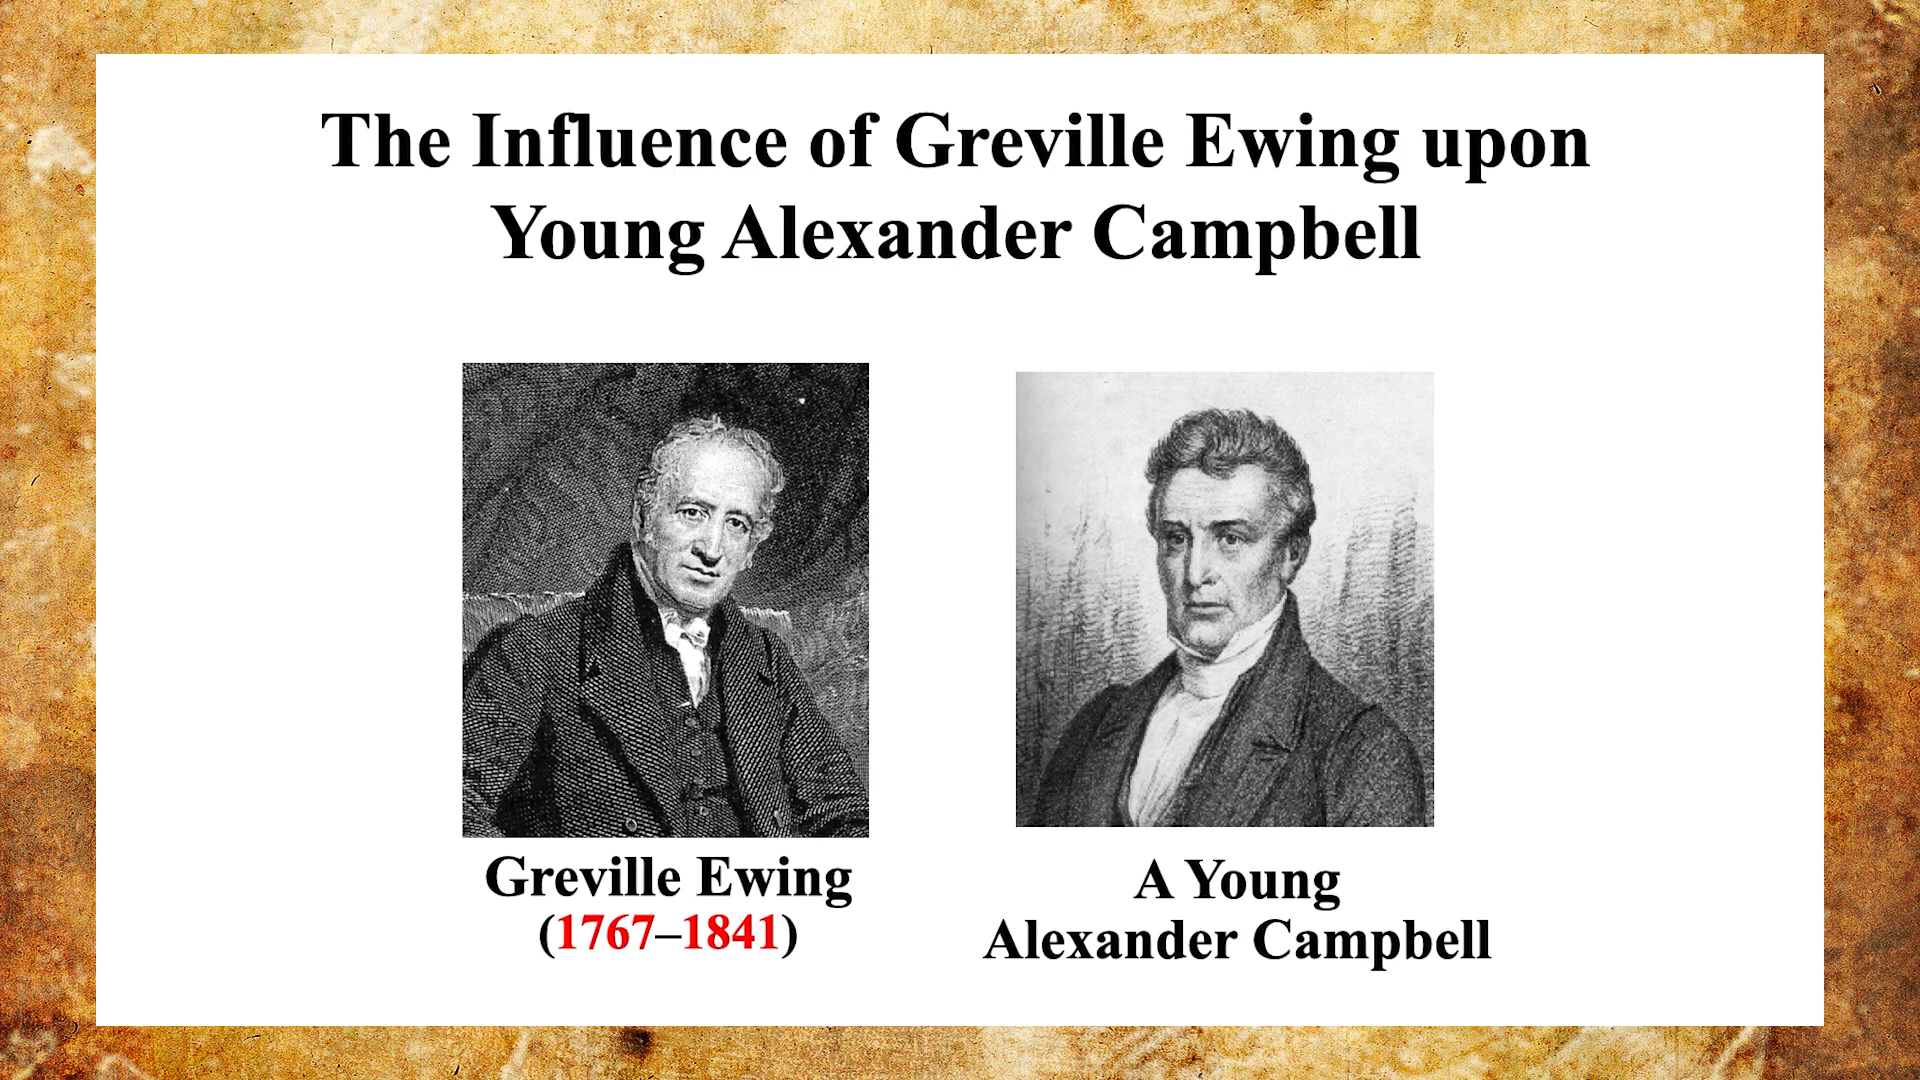 The Influence of Greville Ewing upon
Young Alexander Campbell
Greville Ewing
(1767–1841)
A Young
Alexander Campbell